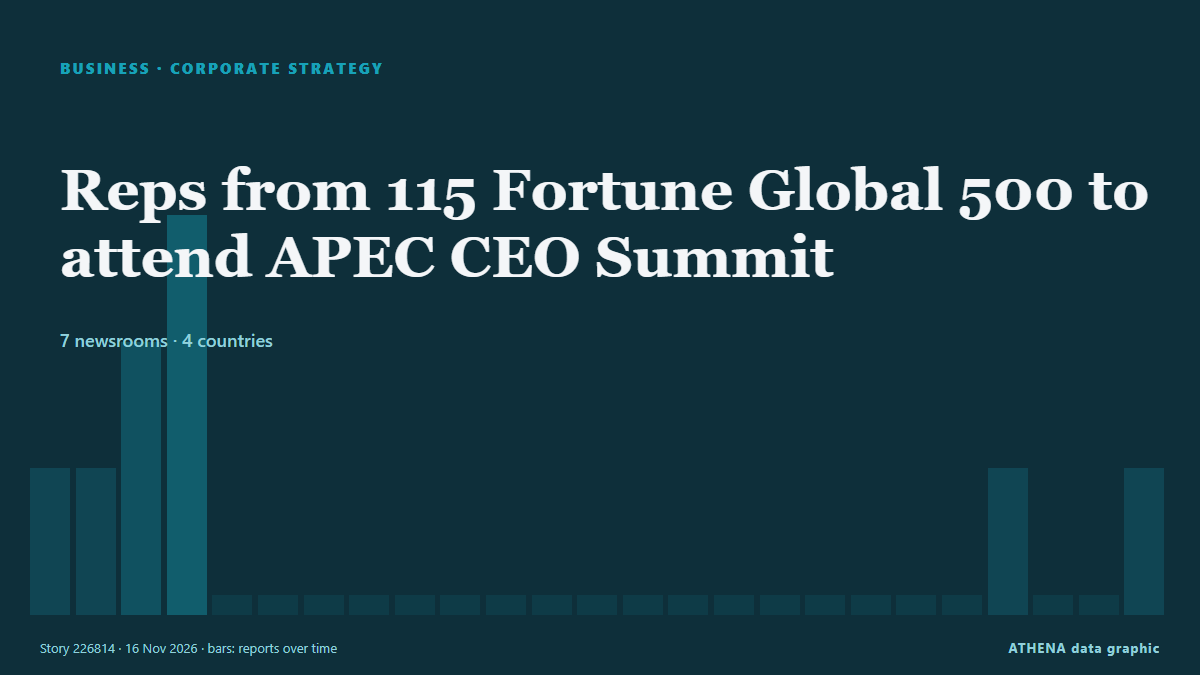 BUSINESS · CORPORATE STRATEGY
Reps from 115 Fortune Global 500 to
attend APEC CEO Summit
7 newsrooms · 4 countries
Story 226814 · 16 Nov 2026 · bars: reports over time
ATHENA data graphic